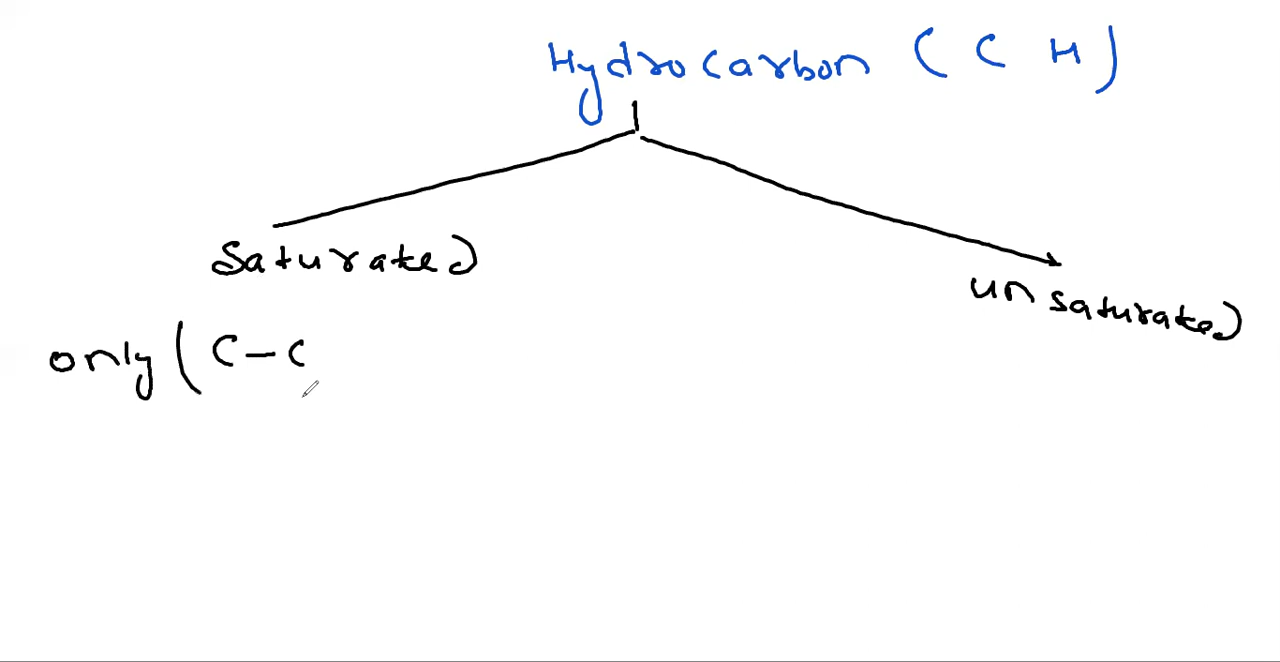 Hydrocarbon ( C H )
Saturated
unsaturated
only ( C - C